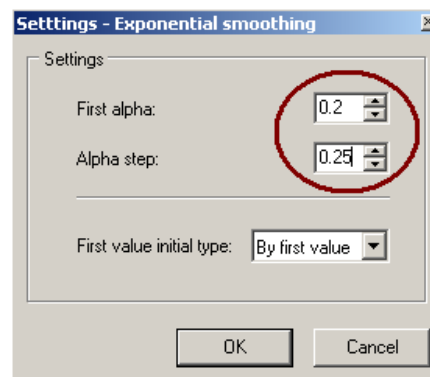 Setttings - Exponential smoothing
Settings
First alpha: 0.2
Alpha step: 0.25
First value initial type: By first value
OK Cancel